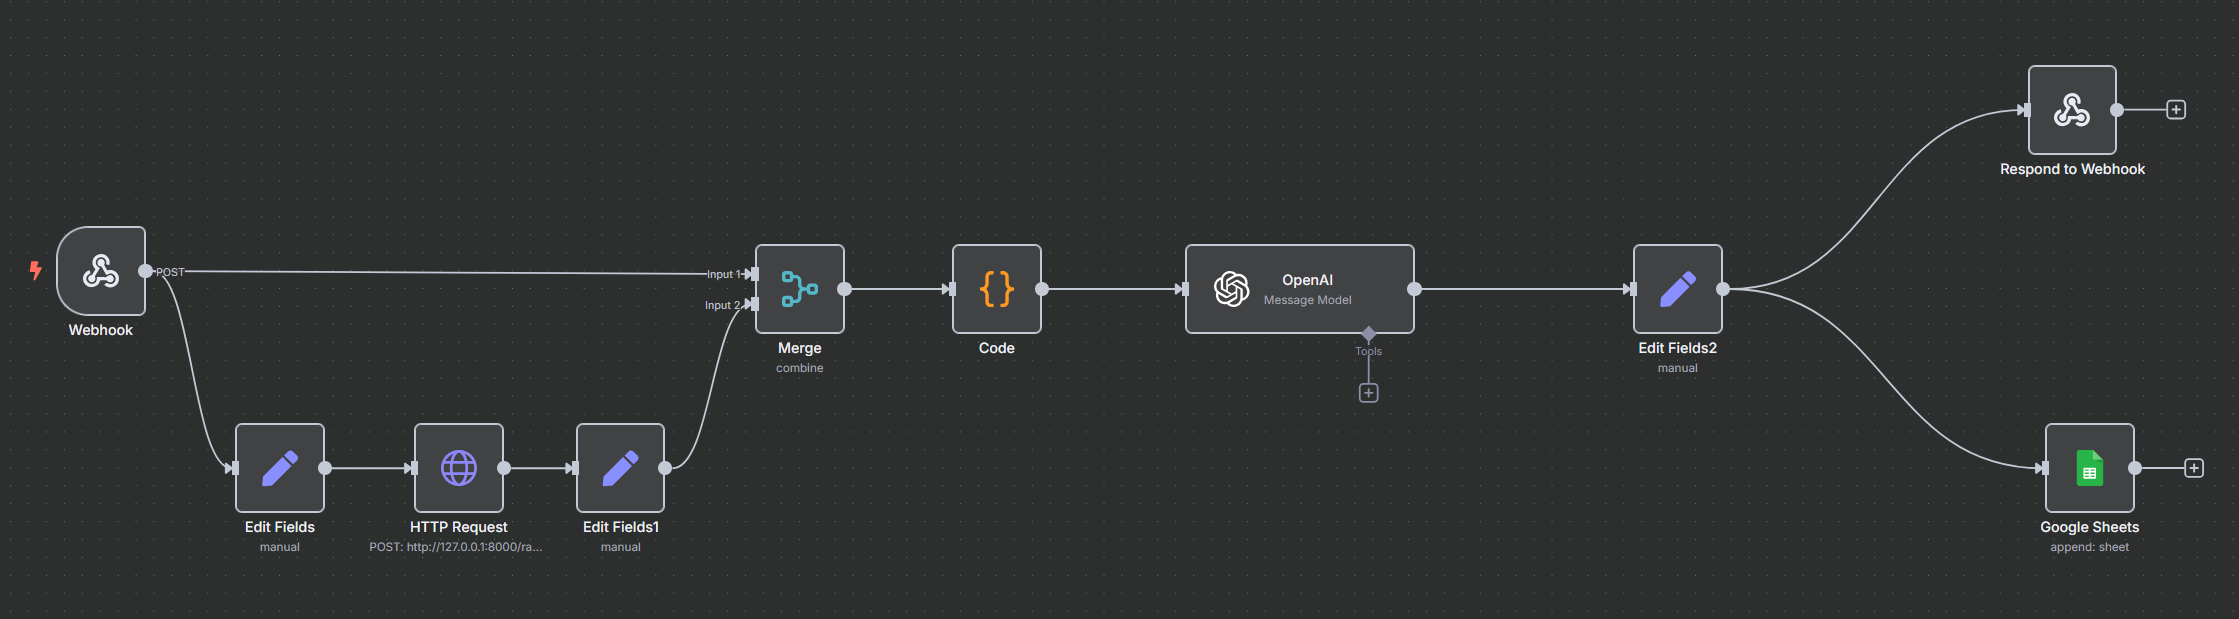 Respond to Webhook
POST
Input 1
Input 2
Webhook
OpenAI
Message Model
Tools
Merge
combine
Code
Edit Fields2
manual
Edit Fields
manual
HTTP Request
POST: http://127.0.0.1:8000/ra...
Edit Fields1
manual
Google Sheets
append: sheet